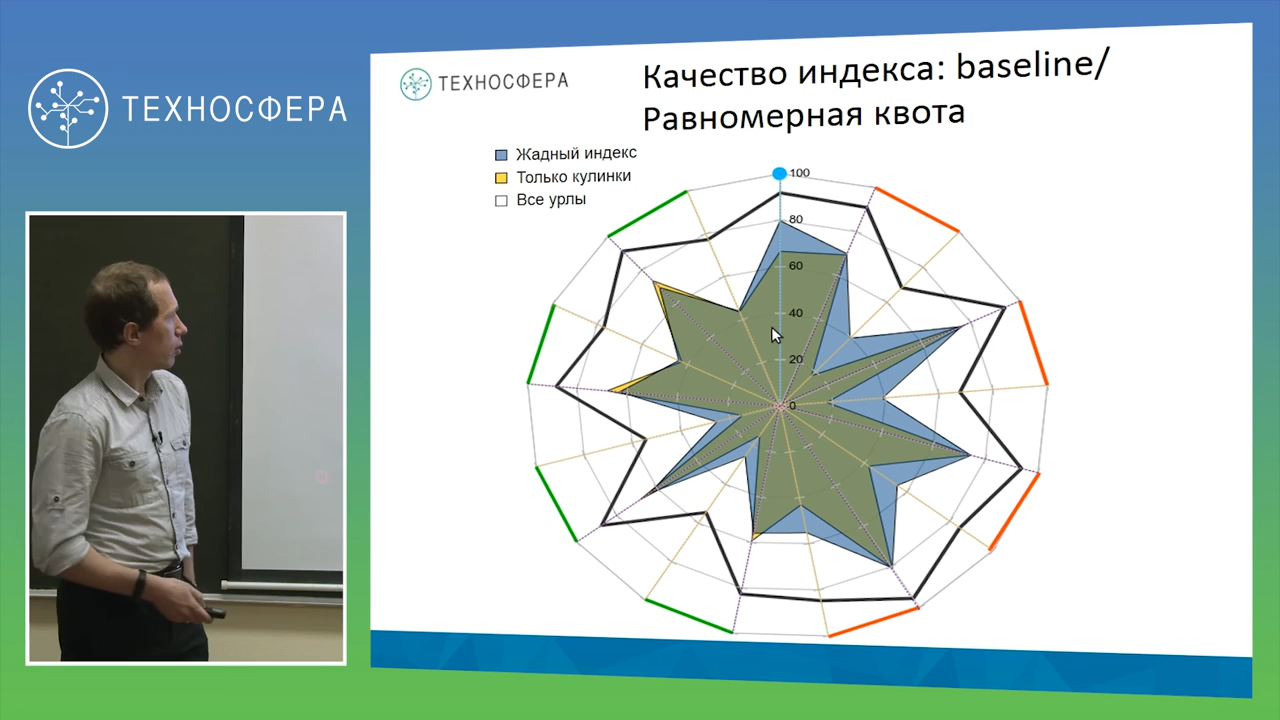 ТЕХНОСФЕРА
ТЕХНОСФЕРА
Качество индекса: baseline/
Равномерная квота
Жадный индекс
Только кулинки
Все урлы
100
80
60
40
20
0